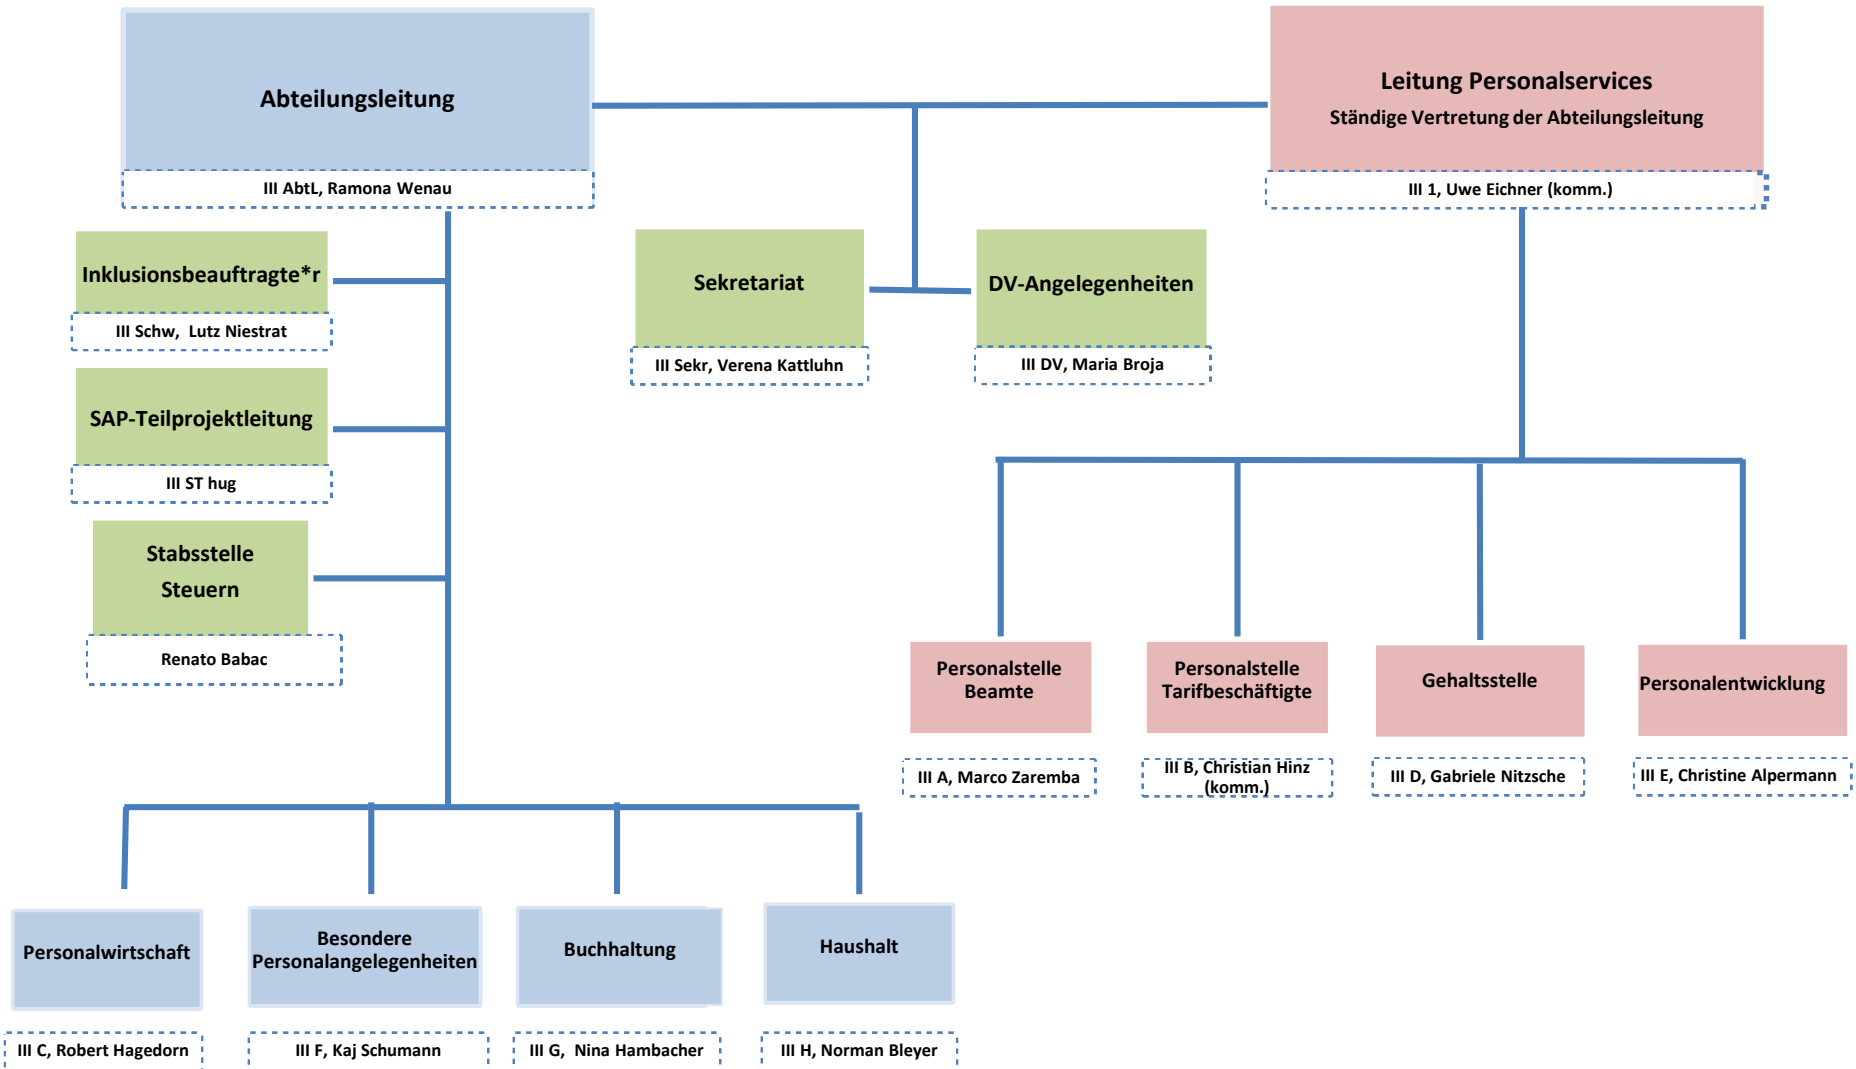 Abteilungsleitung
III AbtL, Ramona Wenau
Leitung Personalservices
Ständige Vertretung der Abteilungsleitung
III 1, Uwe Eichner (komm.)
Inklusionsbeauftragte*r
III Schw, Lutz Niestrat
Sekretariat
III Sekr, Verena Kattluhn
DV-Angelegenheiten
III DV, Maria Broja
SAP-Teilprojektleitung
III ST hug
Stabsstelle
Steuern
Renato Babac
Personalstelle
Beamte
III A, Marco Zaremba
Personalstelle
Tarifbeschäftigte
III B, Christian Hinz
(komm.)
Gehaltsstelle
III D, Gabriele Nitzsche
Personalentwicklung
III E, Christine Alpermann
Personalwirtschaft
III C, Robert Hagedorn
Besondere
Personalangelegenheiten
III F, Kaj Schumann
Buchhaltung
III G, Nina Hambacher
Haushalt
III H, Norman Bleyer